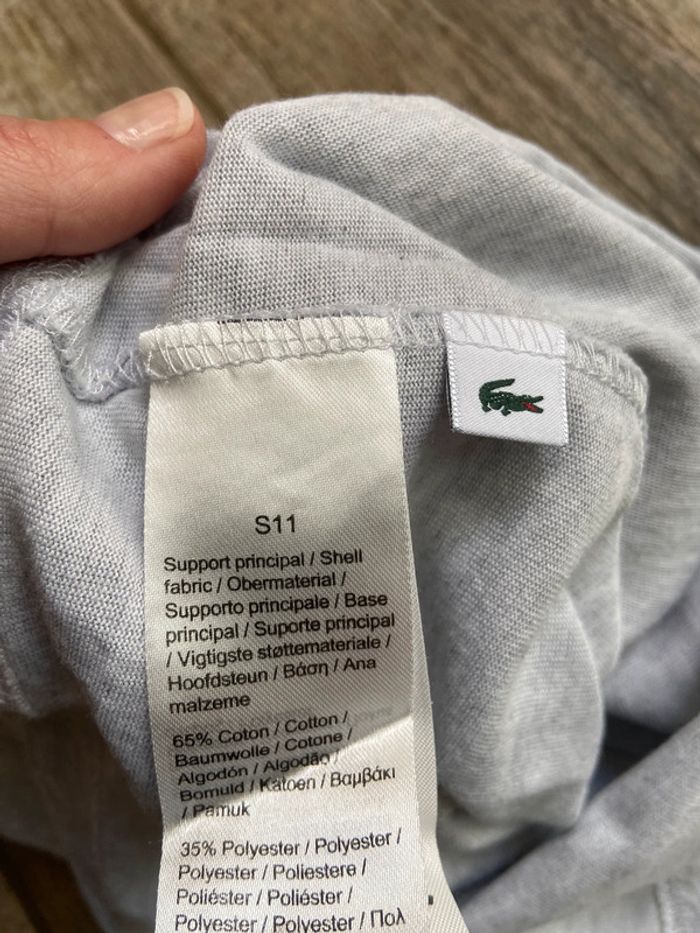 S11
Support principal / Shell
fabric / Obermaterial /
Supporto principale / Base
principal / Suporte principal
/ Vigtigste støttemateriale /
Hoofdsteun / Βάση / Ana
malzeme
65% Coton / Cotton /
Baumwolle / Cotone /
Algodón / Algodão /
Bomuld / Katoen / Βαμβάκι
/ Pamuk
35% Polyester / Polyester /
Polyester / Poliestere /
Poliéster / Poliéster /
Polyester / Polyester / Πολ